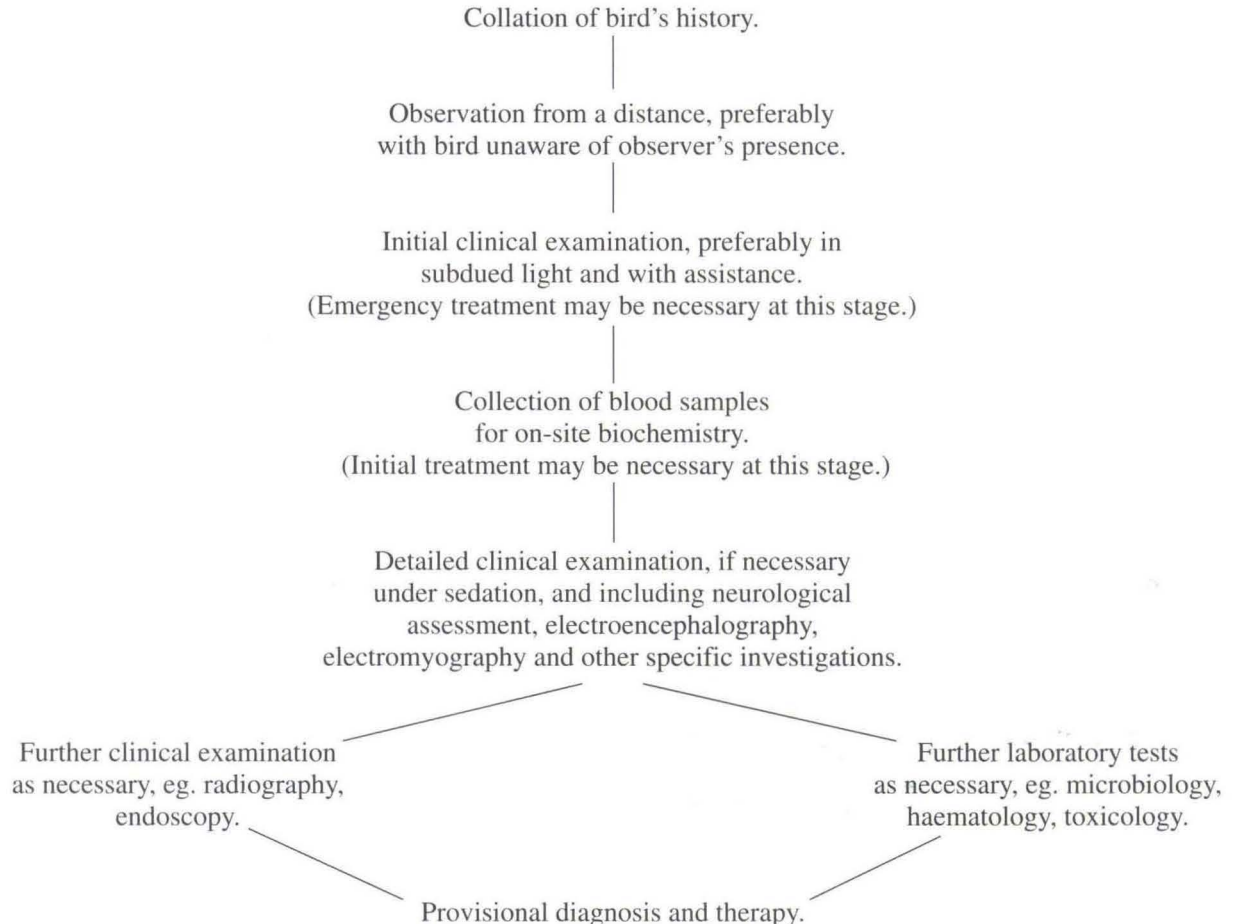 Collation of bird's history.
Observation from a distance, preferably
with bird unaware of observer's presence.
Initial clinical examination, preferably in
subdued light and with assistance.
(Emergency treatment may be necessary at this stage.)
Collection of blood samples
for on-site biochemistry.
(Initial treatment may be necessary at this stage.)
Detailed clinical examination, if necessary
under sedation, and including neurological
assessment, electroencephalography,
electromyography and other specific investigations.
Further clinical examination
as necessary, eg. radiography,
endoscopy.
Further laboratory tests
as necessary, eg. microbiology,
haematology, toxicology.
Provisional diagnosis and therapy.